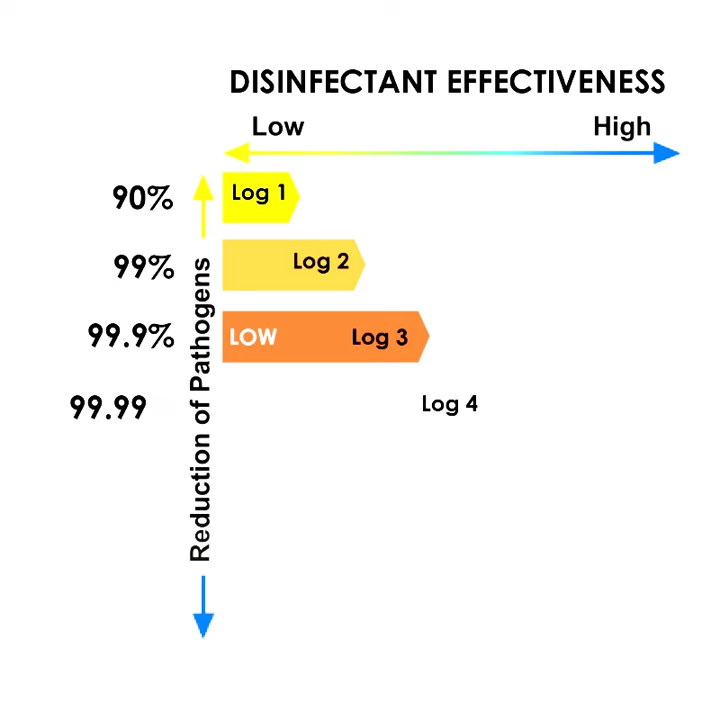 DISINFECTANT EFFECTIVENESS
Low High
90% Log 1
99% Log 2
99.9% LOW Log 3
99.99 Log 4
Reduction of Pathogens